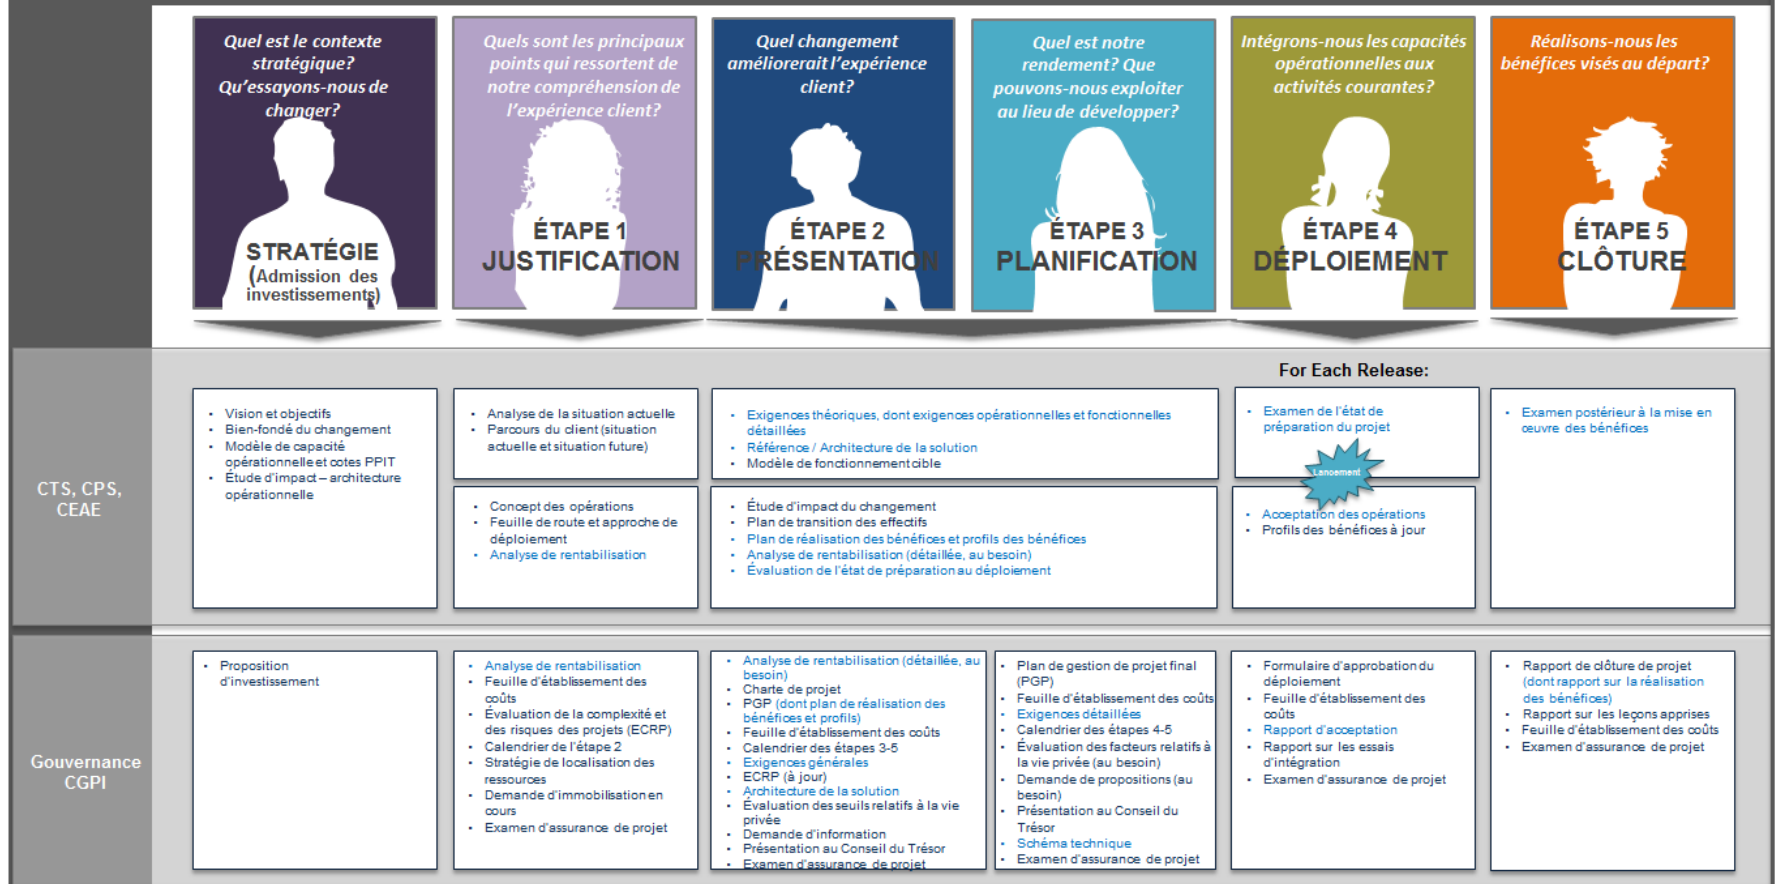 Quel est le contexte
stratégique?
Qu'essayons-nous de
changer?
STRATÉGIE
(Admission des
investissements)
Quels sont les principaux
points qui ressortent de
notre compréhension de
l'expérience client?
ÉTAPE 1
JUSTIFICATION
Quel changement
améliorerait l'expérience
client?
ÉTAPE 2
PRÉSENTATION
Quel est notre
rendement? Que
pouvons-nous exploiter
au lieu de développer?
ÉTAPE 3
PLANIFICATION
Intégrons-nous les capacités
opérationnelles aux
activités courantes?
ÉTAPE 4
DÉPLOIEMENT
Réalisons-nous les
bénéfices visés au départ?
ÉTAPE 5
CLÔTURE
CTS, CPS,
CEAE
• Vision et objectifs
• Bien-fondé du changement
• Modèle de capacité
opérationnelle et cotes PPIT
• Étude d'impact – architecture
opérationnelle
• Analyse de la situation actuelle
• Parcours du client (situation
actuelle et situation future)
• Concept des opérations
• Feuille de route et approche de
déploiement
• Analyse de rentabilisation
• Exigences théoriques, dont exigences opérationnelles et fonctionnelles
détaillées
• Référence / Architecture de la solution
• Modèle de fonctionnement cible
• Étude d'impact du changement
• Plan de transition des effectifs
• Plan de réalisation des bénéfices et profils des bénéfices
• Analyse de rentabilisation (détaillée, au besoin)
• Évaluation de l'état de préparation au déploiement
For Each Release:
• Examen de l'état de
préparation du projet
Lancement
• Acceptation des opérations
• Profils des bénéfices à jour
• Examen postérieur à la mise en
œuvre des bénéfices
Gouvernance
CGPI
• Proposition
d'investissement
• Analyse de rentabilisation
• Feuille d'établissement des
coûts
• Évaluation de la complexité et
des risques des projets (ECRP)
• Calendrier de l'étape 2
• Stratégie de localisation des
ressources
• Demande d'immobilisation en
cours
• Examen d'assurance de projet
• Analyse de rentabilisation (détaillée, au
besoin)
• Charte de projet
• PGP (dont plan de réalisation des
bénéfices et profils)
• Feuille d'établissement des coûts
• Calendrier des étapes 3-5
• Exigences générales
• ECRP (à jour)
• Architecture de la solution
• Évaluation des seuils relatifs à la vie
privée
• Demande d'information
• Présentation au Conseil du Trésor
• Examen d'assurance de projet
• Plan de gestion de projet final
(PGP)
• Feuille d'établissement des coûts
• Exigences détaillées
• Calendrier des étapes 4-5
• Évaluation des facteurs relatifs à
la vie privée (au besoin)
• Demande de propositions (au
besoin)
• Présentation au Conseil du
Trésor
• Schéma technique
• Examen d'assurance de projet
• Formulaire d'approbation du
déploiement
• Feuille d'établissement des
coûts
• Rapport d'acceptation
• Rapport sur les essais
d'intégration
• Examen d'assurance de projet
• Rapport de clôture de projet
(dont rapport sur la réalisation
des bénéfices)
• Rapport sur les leçons apprises
• Feuille d'établissement des coûts
• Examen d'assurance de projet